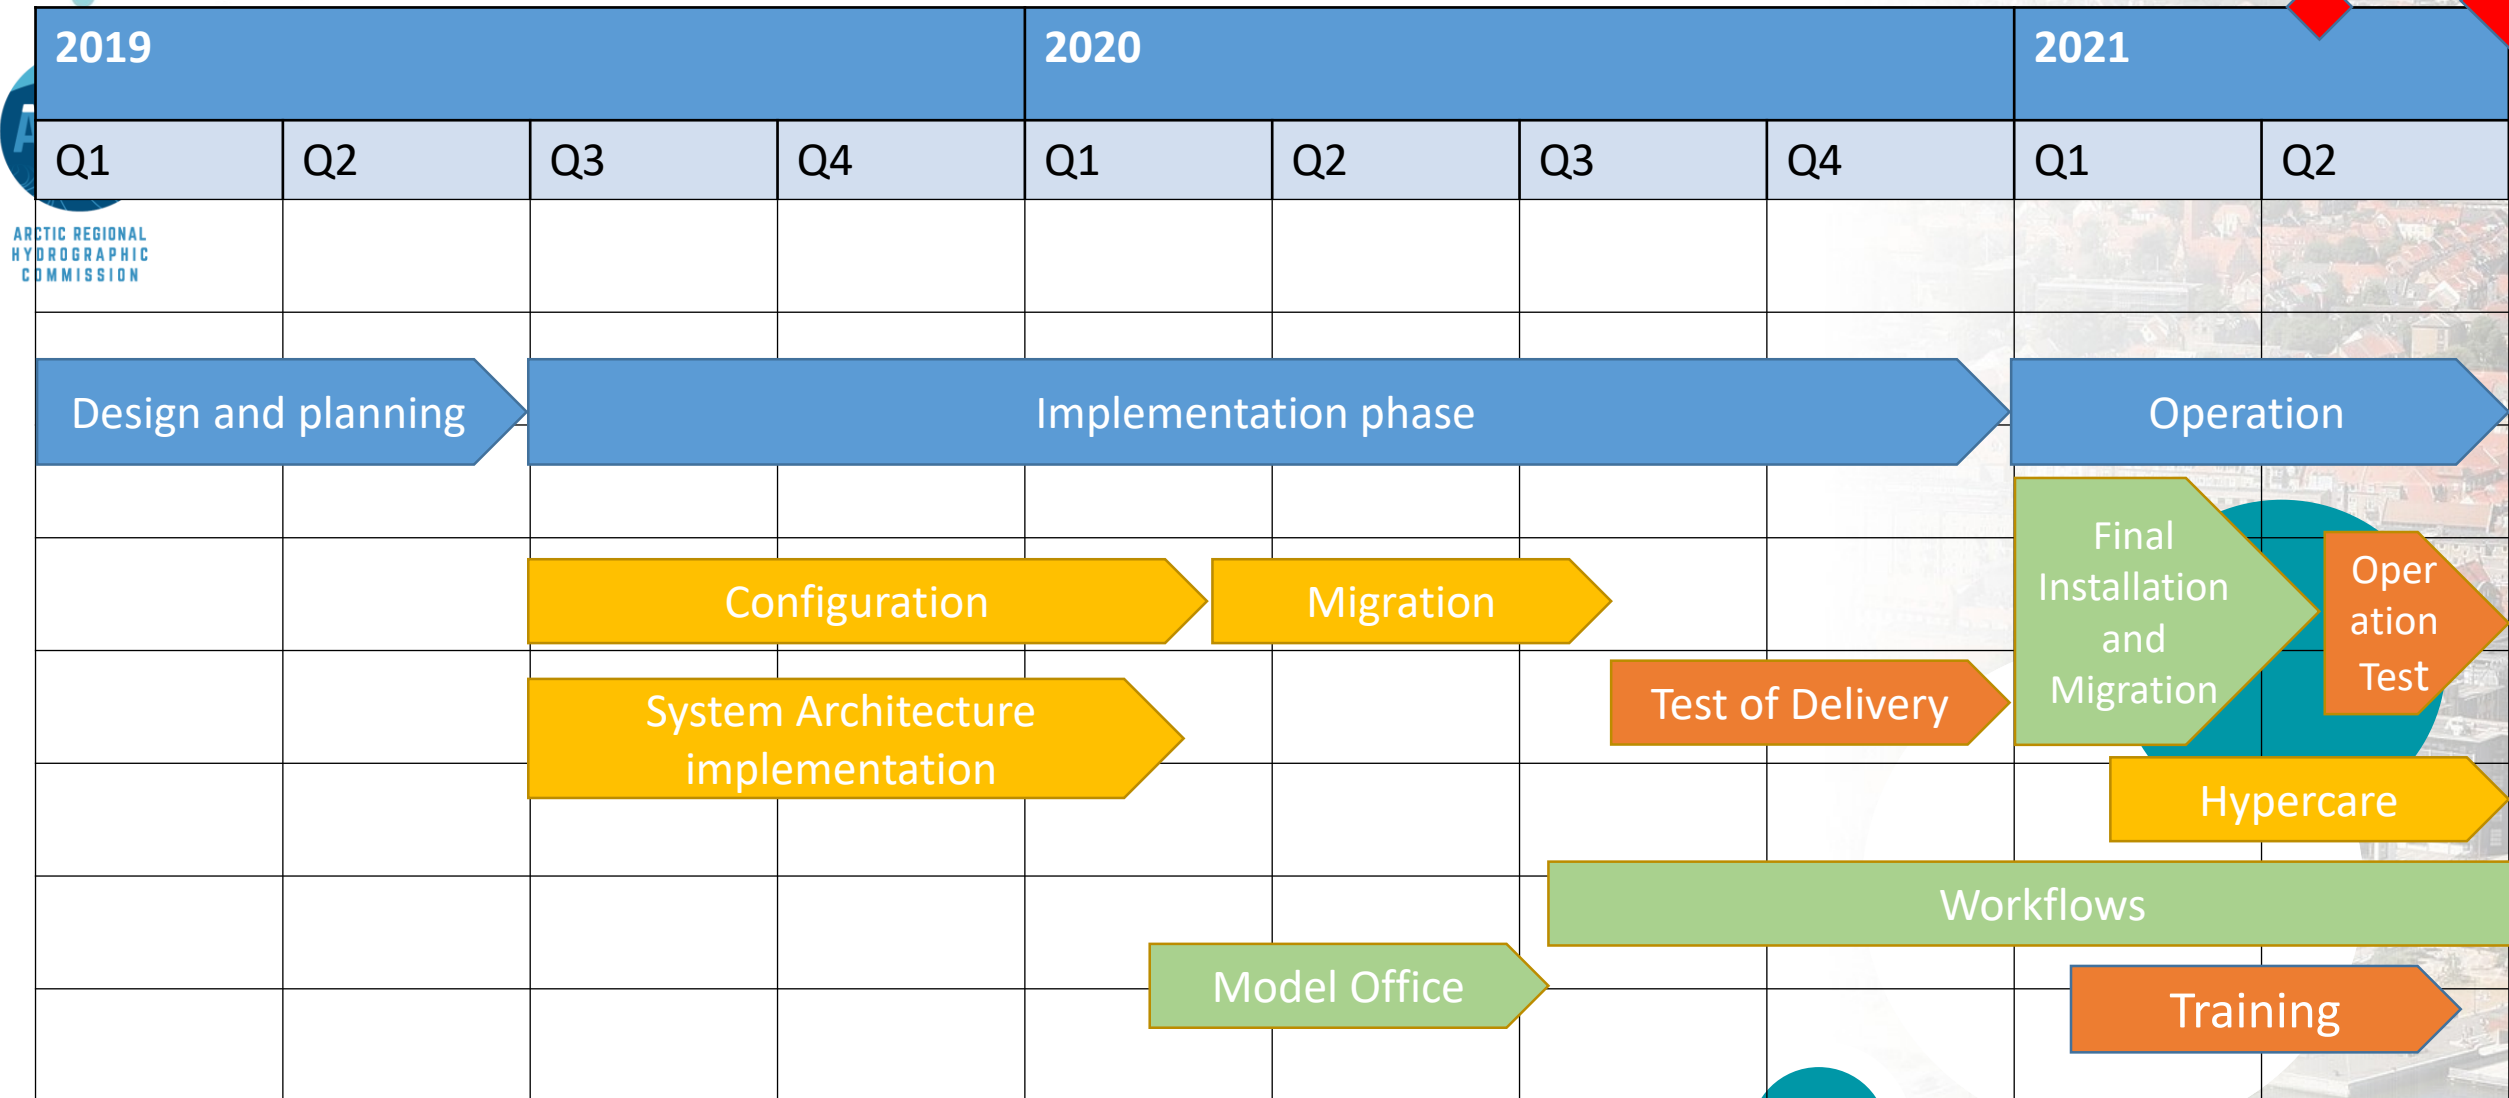 2019
2020
2021
Q1
Q2
Q3
Q4
Q1
Q2
Q3
Q4
Q1
Q2
ARCTIC REGIONAL
HYDROGRAPHIC
COMMISSION
Design and planning
Implementation phase
Operation
Final
Installation
and
Migration
Oper
ation
Test
Configuration
Migration
System Architecture
implementation
Test of Delivery
Hypercare
Workflows
Model Office
Training